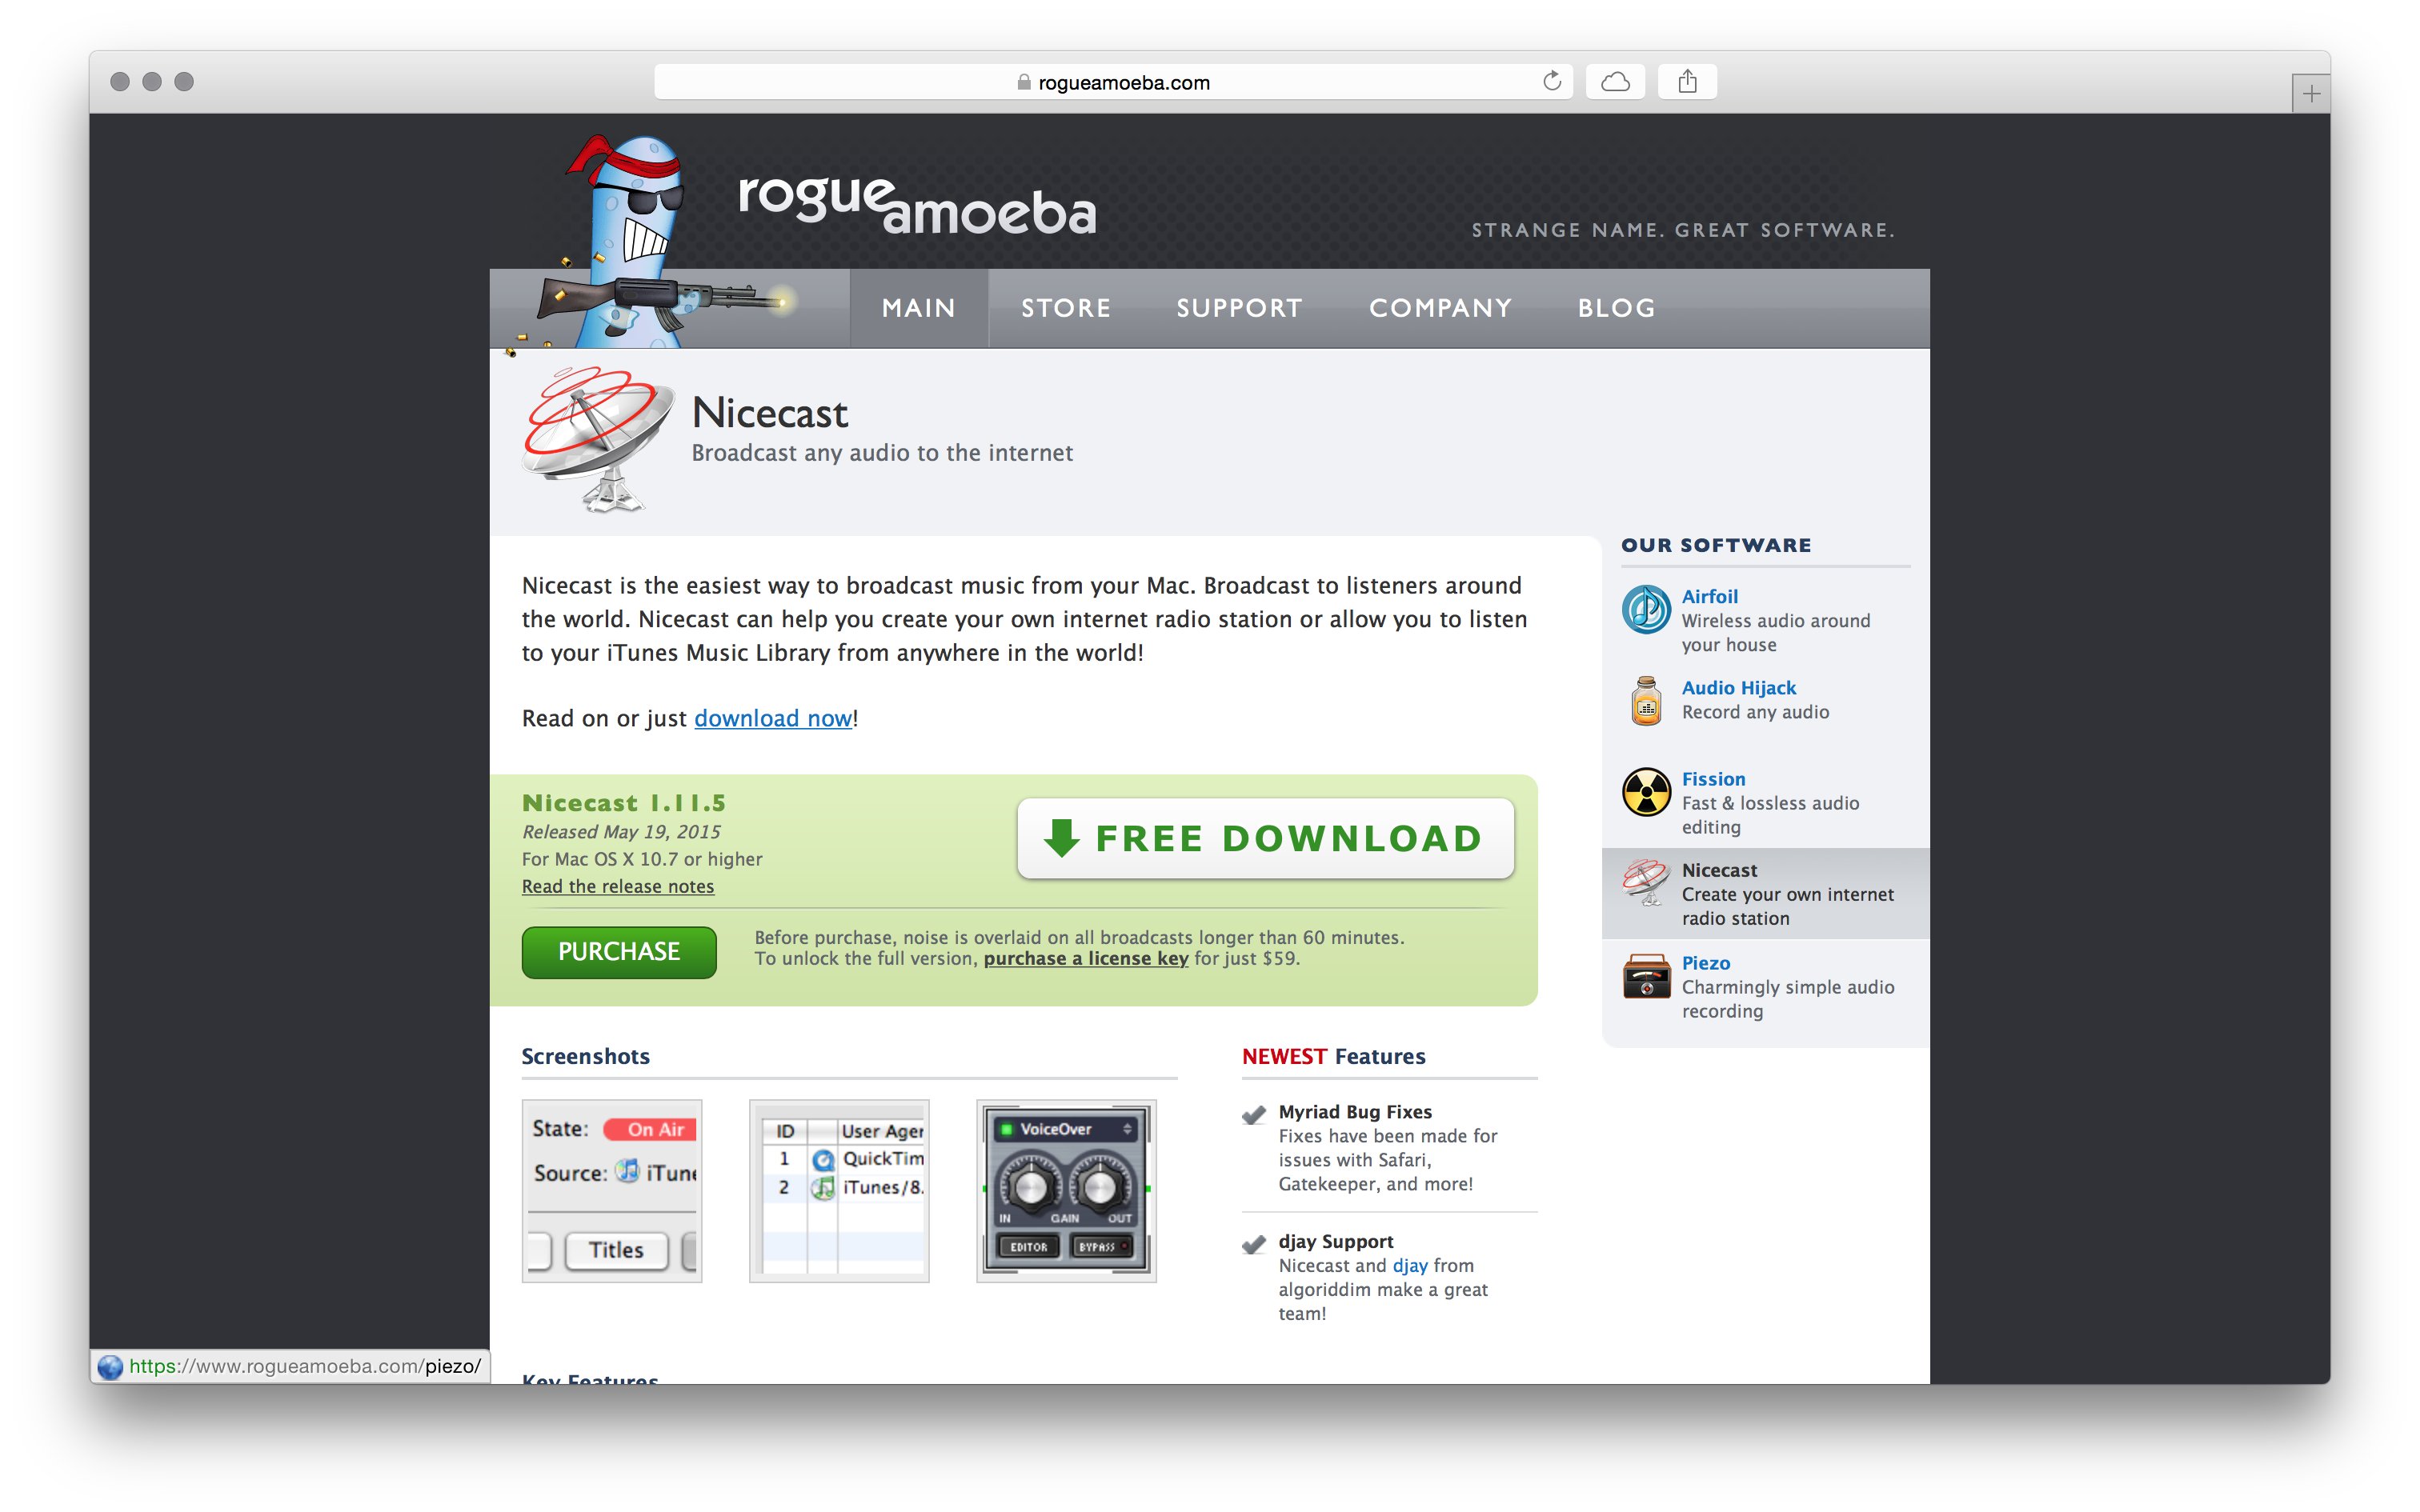 rogueamoeba.com
rogue
amoeba
STRANGE NAME. GREAT SOFTWARE.
MAIN STORE SUPPORT COMPANY BLOG
Nicecast
Broadcast any audio to the internet
Nicecast is the easiest way to broadcast music from your Mac. Broadcast to listeners around
the world. Nicecast can help you create your own internet radio station or allow you to listen
to your iTunes Music Library from anywhere in the world!
Read on or just download now!
Nicecast 1.11.5
Released May 19, 2015
For Mac OS X 10.7 or higher
Read the release notes
FREE DOWNLOAD
PURCHASE
Before purchase, noise is overlaid on all broadcasts longer than 60 minutes.
To unlock the full version, purchase a license key for just $59.
Screenshots
State: On Air
Source: iTune
Titles
ID User Ager
1 QuickTim
2 iTunes/8.
VoiceOver
IN GAIN OUT
EDITOR BYPASS
NEWEST Features
Myriad Bug Fixes
Fixes have been made for
issues with Safari,
Gatekeeper, and more!
djay Support
Nicecast and djay from
algoriddim make a great
team!
OUR SOFTWARE
Airfoil
Wireless audio around
your house
Audio Hijack
Record any audio
Fission
Fast & lossless audio
editing
Nicecast
Create your own internet
radio station
Piezo
Charmingly simple audio
recording
Key Features
https://www.rogueamoeba.com/piezo/